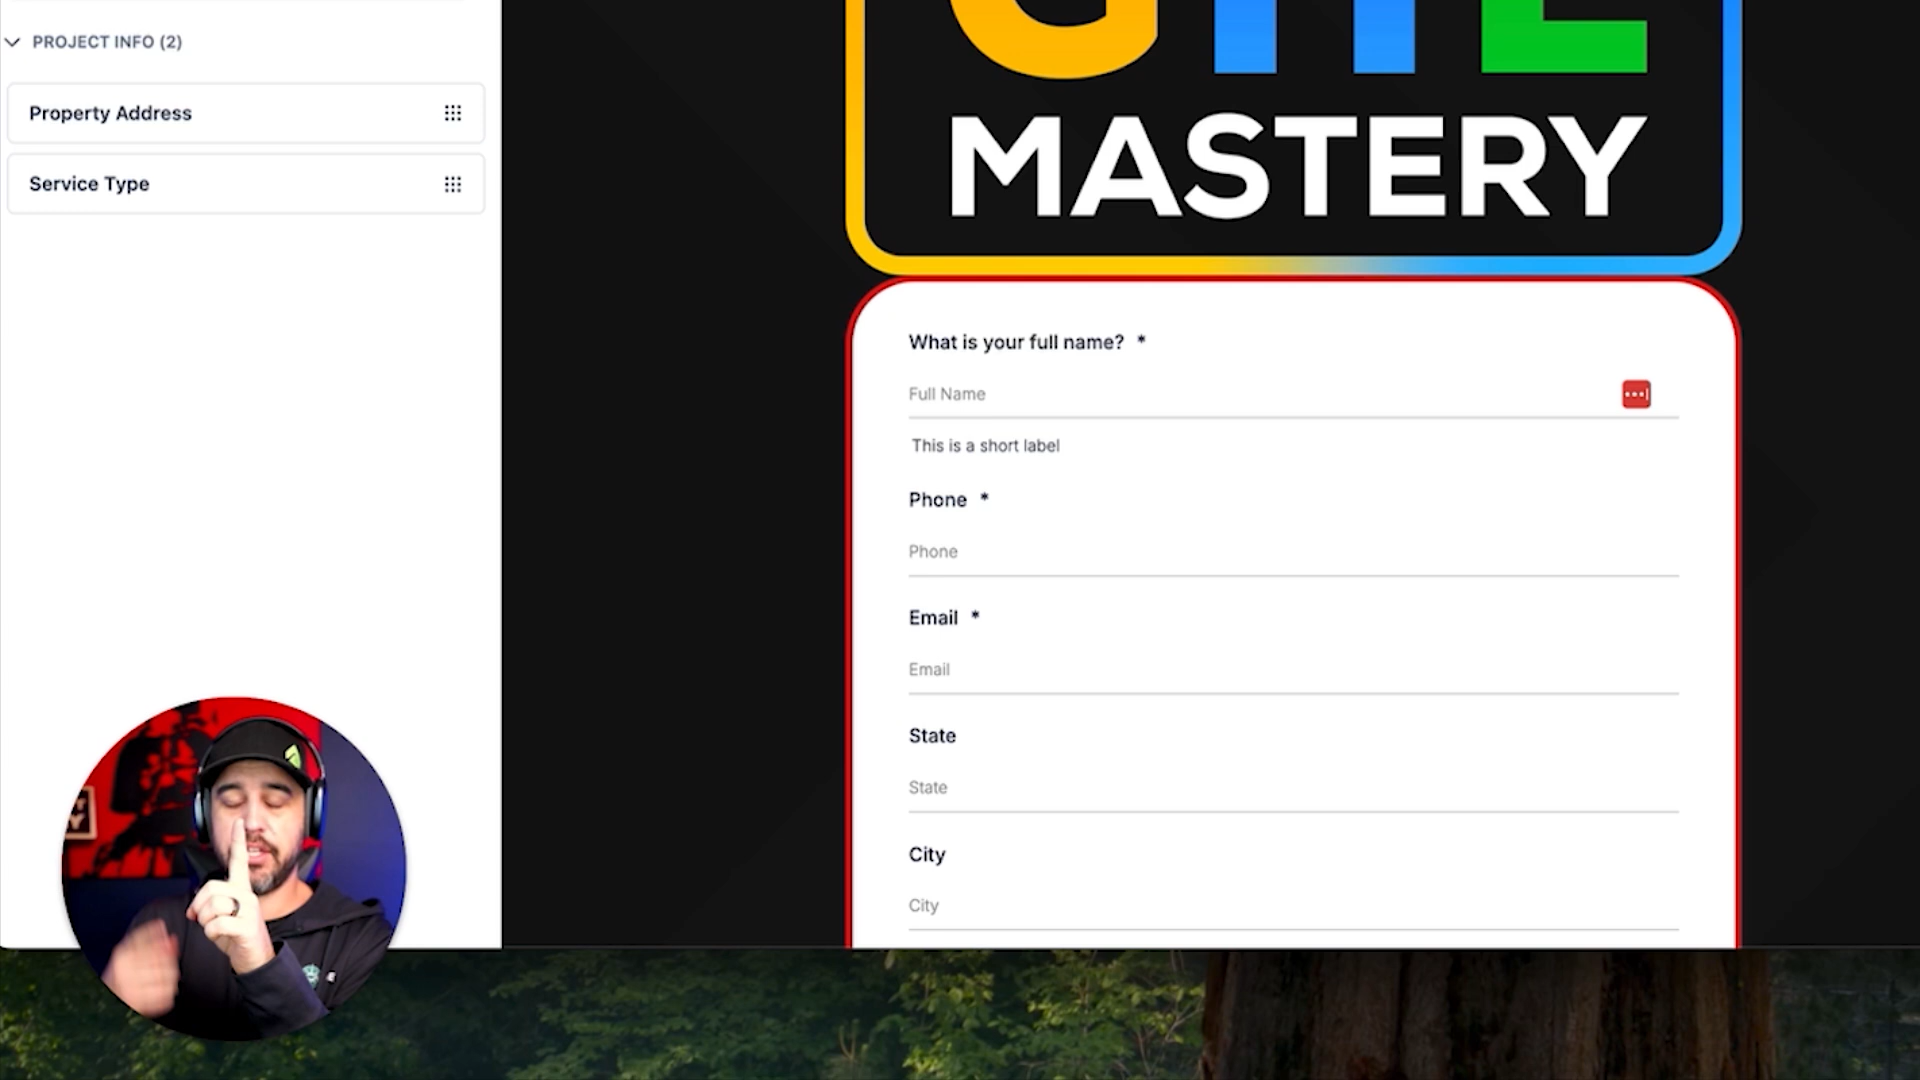 PROJECT INFO (2)
Property Address
Service Type
MASTERY
What is your full name? *
Full Name
This is a short label
Phone *
Phone
Email *
Email
State
State
City
City